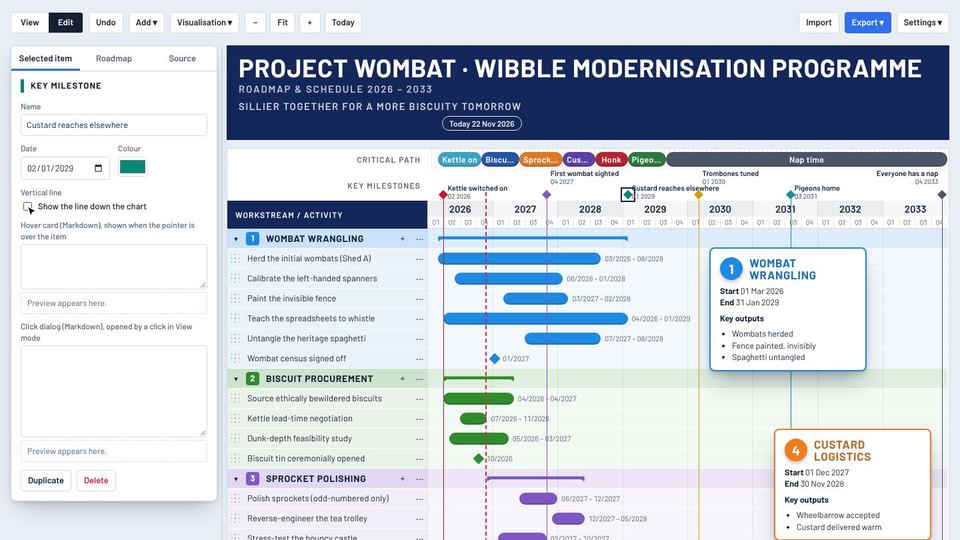 View Edit Undo Add ▾ Visualisation ▾ − Fit + Today Import Export ▾ Settings ▾
Selected item Roadmap Source
KEY MILESTONE
Name
Custard reaches elsewhere
Date Colour
02/01/2029
Vertical line
Show the line down the chart
Hover card (Markdown), shown when the pointer is
over the item
Preview appears here.
Click dialog (Markdown), opened by a click in View
mode
Preview appears here.
Duplicate Delete
PROJECT WOMBAT · WIBBLE MODERNISATION PROGRAMME
ROADMAP & SCHEDULE 2026 – 2033
SILLIER TOGETHER FOR A MORE BISCUITY TOMORROW
Today 22 Nov 2026
CRITICAL PATH Kettle on Biscu... Sprock... Cus... Honk Pigeo... Nap time
KEY MILESTONES
Kettle switched on
Q2 2026
First wombat sighted
Q4 2027
Custard reaches elsewhere
Q1 2029
Trombones tuned
Q1 2030
Pigeons home
Q3 2031
Everyone has a nap
Q4 2033
WORKSTREAM / ACTIVITY 2026 2027 2028 2029 2030 2031 2032 2033
1 WOMBAT WRANGLING + ...
Herd the initial wombats (Shed A) ... 03/2026 – 08/2028
Calibrate the left-handed spanners ... 06/2026 – 01/2028
Paint the invisible fence ... 03/2027 – 02/2028
Teach the spreadsheets to whistle ... 04/2026 – 01/2029
Untangle the heritage spaghetti ... 07/2027 – 08/2028
Wombat census signed off ... 01/2027
2 BISCUIT PROCUREMENT + ...
Source ethically bewildered biscuits ... 04/2026 – 04/2027
Kettle lead-time negotiation ... 07/2026 – 11/2026
Dunk-depth feasibility study ... 05/2026 – 03/2027
Biscuit tin ceremonially opened ... 10/2026
3 SPROCKET POLISHING + ...
Polish sprockets (odd-numbered only) ... 06/2027 – 12/2027
Reverse-engineer the tea trolley ... 12/2027 – 05/2028
Stress-test the bouncy castle ... 02/2027 – 10/2027
1 WOMBAT
WRANGLING
Start 01 Mar 2026
End 31 Jan 2029
Key outputs
• Wombats herded
• Fence painted, invisibly
• Spaghetti untangled
4 CUSTARD
LOGISTICS
Start 01 Dec 2027
End 30 Nov 2028
Key outputs
• Wheelbarrow accepted
• Custard delivered warm